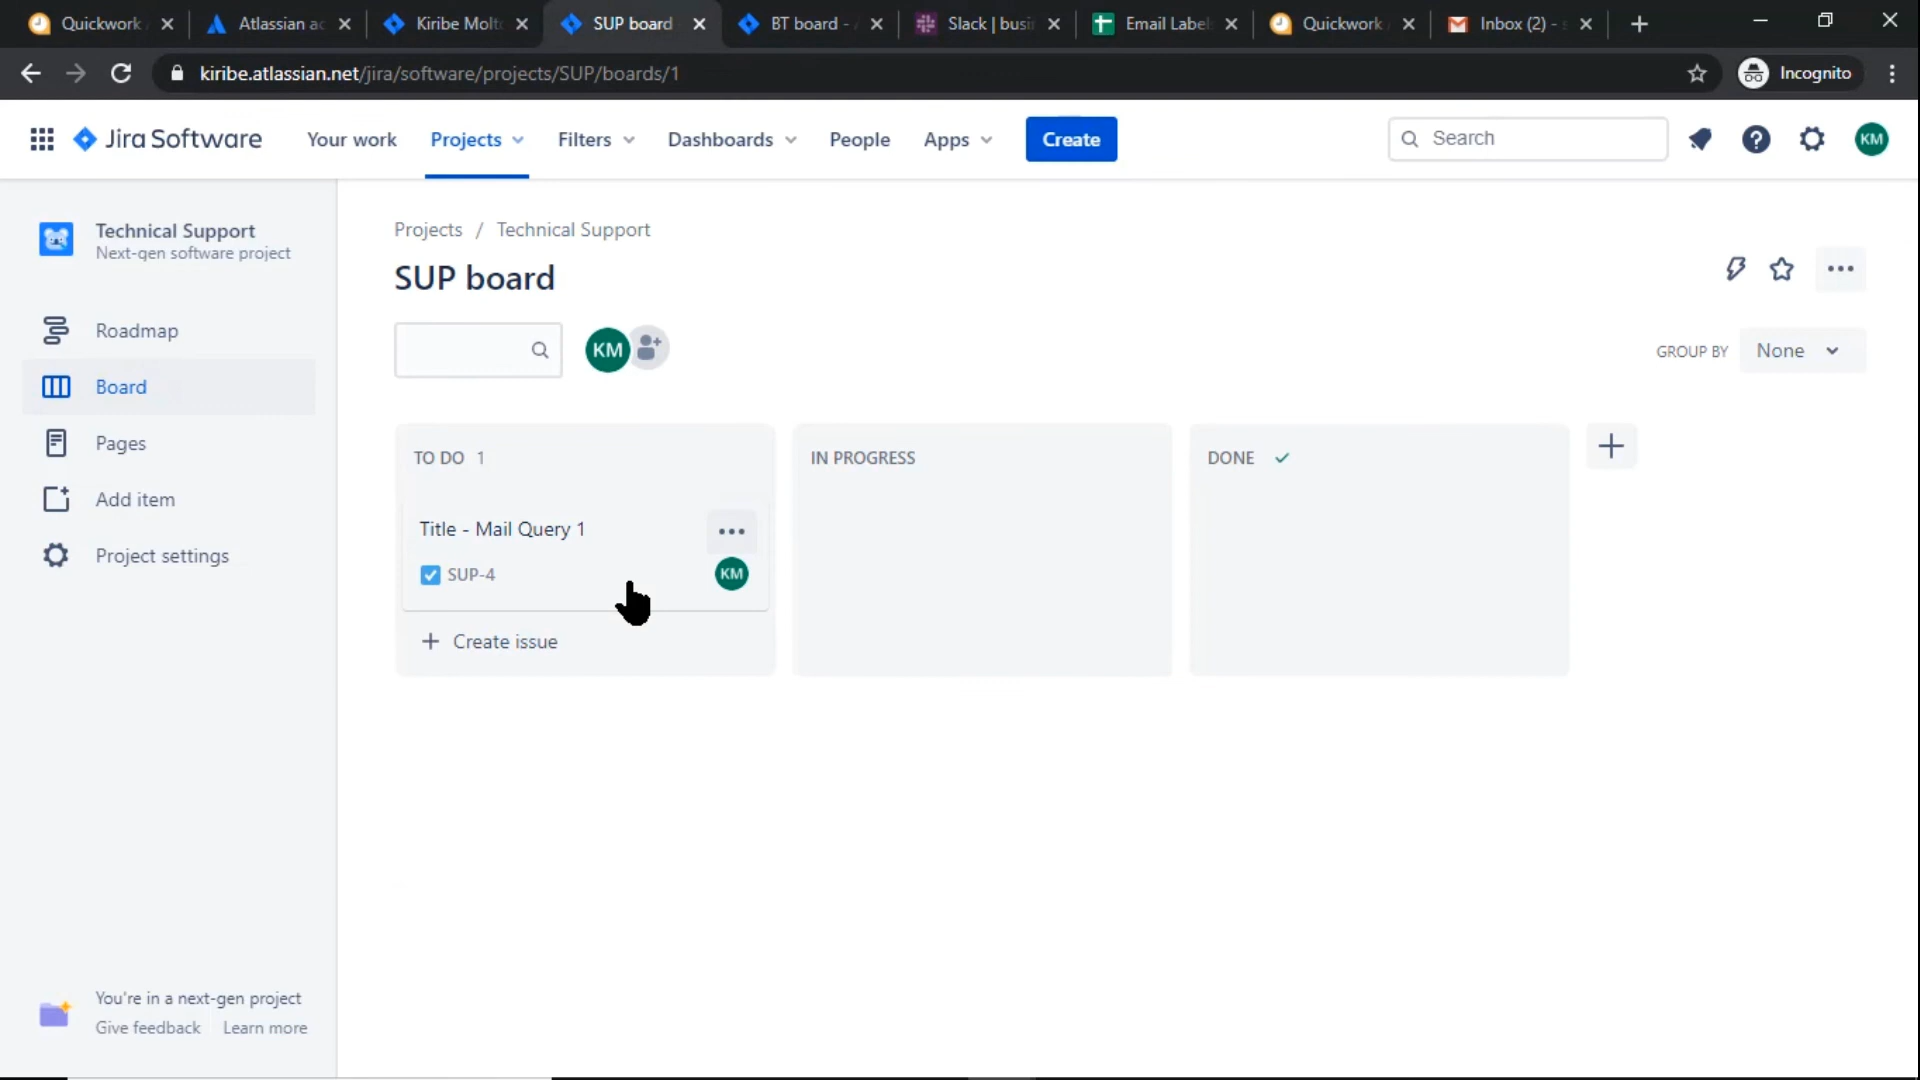 Quickwork
Atlassian ac
Kiribe Molt
SUP board
BT board -
Slack | busi
Email Label
Quickwork
Inbox (2) -
kiribe.atlassian.net/jira/software/projects/SUP/boards/1
Incognito
Jira Software
Your work
Projects
Filters
Dashboards
People
Apps
Create
Search
KM
Technical Support
Next-gen software project
Roadmap
Board
Pages
Add item
Project settings
You're in a next-gen project
Give feedback Learn more
Projects / Technical Support
SUP board
KM
GROUP BY None
TO DO 1
Title - Mail Query 1
SUP-4
KM
+ Create issue
IN PROGRESS
DONE